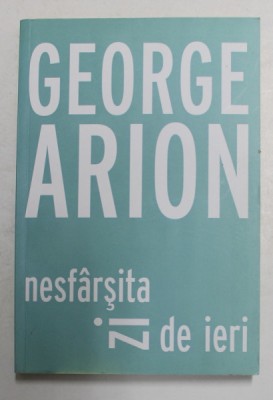 GEORGE
ARION
nesfârşita
zi de ieri